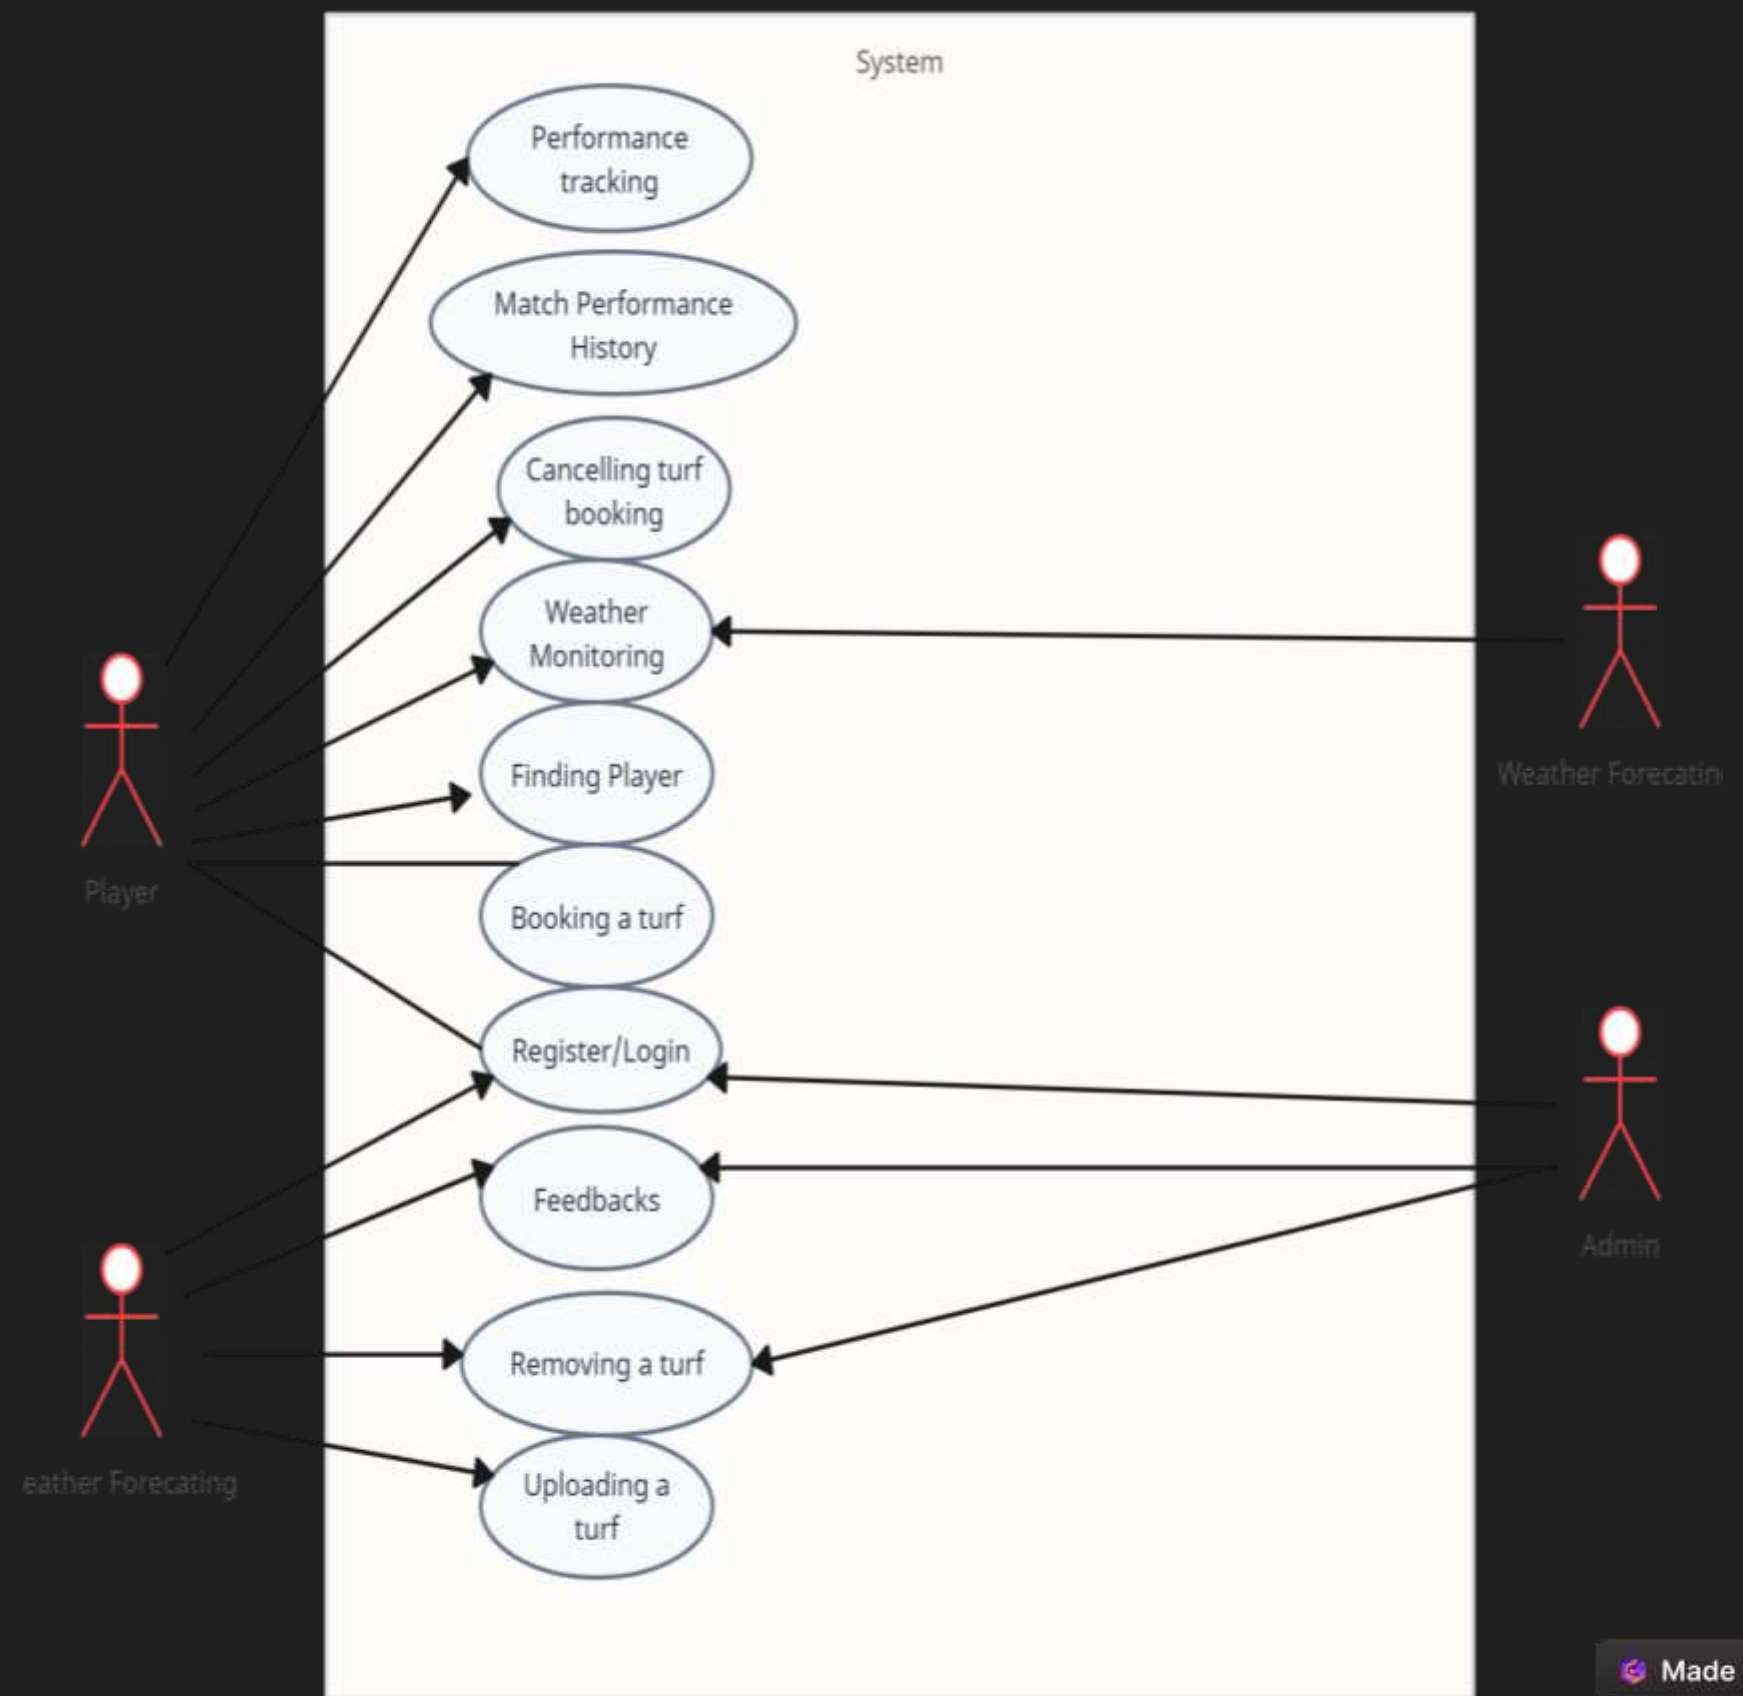 System
Performance
tracking
Match Performance
History
Cancelling turf
booking
Weather
Monitoring
Finding Player
Booking a turf
Register/Login
Feedbacks
Removing a turf
Uploading a
turf
Player
eather Forecating
Weather Forecatin
Admin
Made